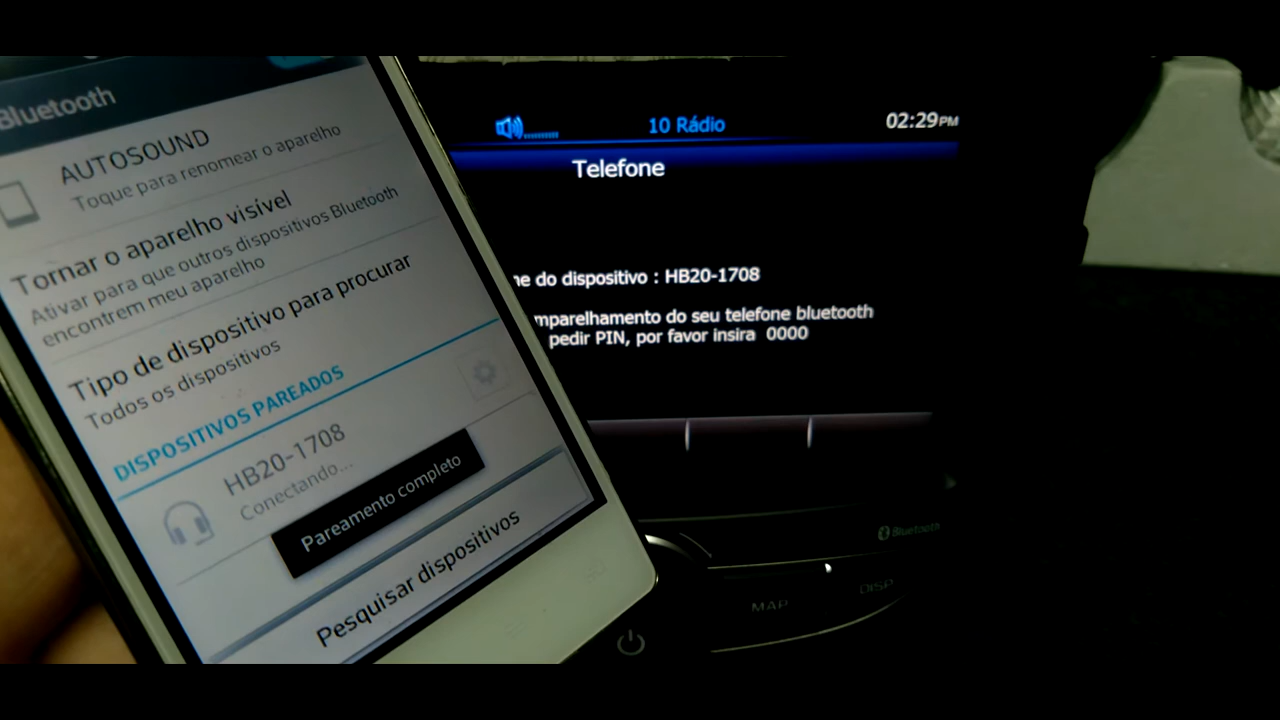 Bluetooth
AUTOSOUND
Toque para renomear o aparelho
Tornar o aparelho visível
Ativar para que outros dispositivos Bluetooth
encontrem meu aparelho
Tipo de dispositivo para procurar
Todos os dispositivos
DISPOSITIVOS PAREADOS
HB20-1708
Conectando...
Pareamento completo
Pesquisar dispositivos
10 Rádio
02:29PM
Telefone
do dispositivo : HB20-1708
mparelhamento do seu telefone bluetooth
pedir PIN, por favor insira 0000
Bluetooth
MAP
DISP